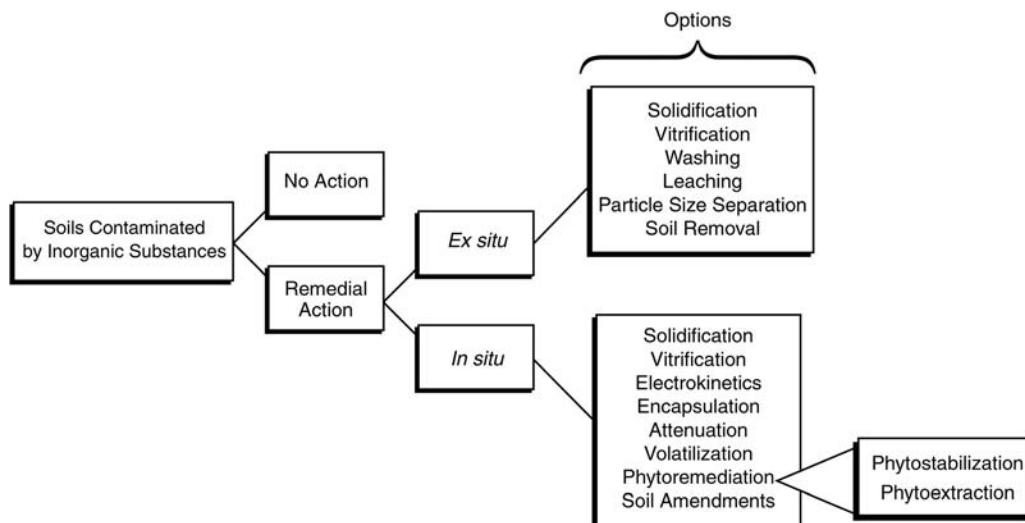 Options
Solidification
Vitrification
Washing
Leaching
Particle Size Separation
Soil Removal
No Action
Soils Contaminated
by Inorganic Substances
Ex situ
Remedial
Action
In situ
Solidification
Vitrification
Electrokinetics
Encapsulation
Attenuation
Volatilization
Phytoremediation
Soil Amendments
Phytostabilization
Phytoextraction